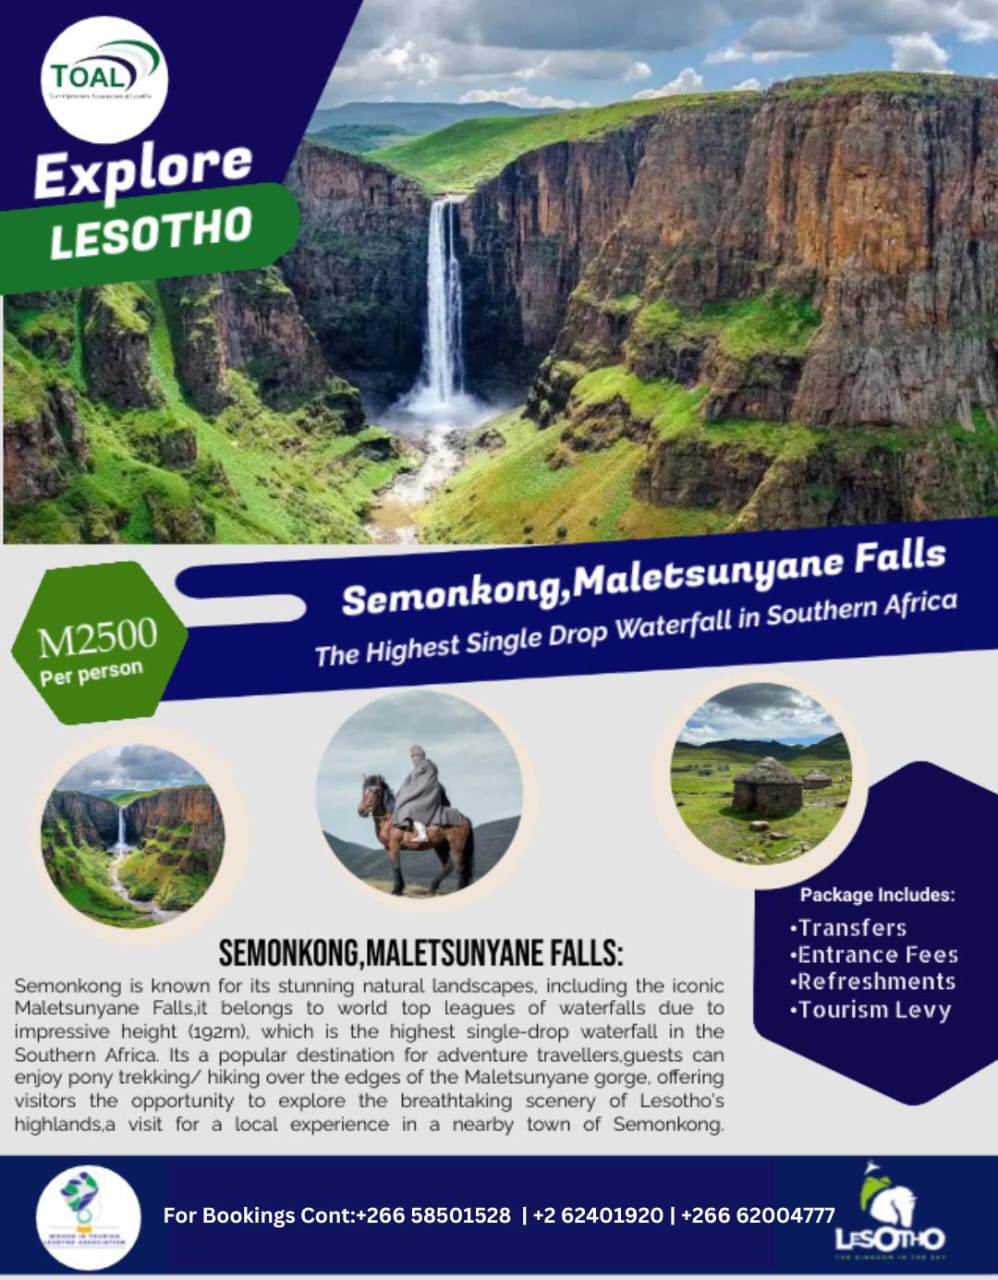 TOAL
Explore
LESOTHO
Semonkong,Maletsunyane Falls
The Highest Single Drop Waterfall in Southern Africa
M2500
Per person
Package Includes:
•Transfers
•Entrance Fees
•Refreshments
•Tourism Levy
SEMONKONG,MALETSUNYANE FALLS:
Semonkong is known for its stunning natural landscapes, including the iconic
Maletsunyane Falls,it belongs to world top leagues of waterfalls due to
impressive height (192m), which is the highest single-drop waterfall in the
Southern Africa. Its a popular destination for adventure travellers,guests can
enjoy pony trekking/ hiking over the edges of the Maletsunyane gorge, offering
visitors the opportunity to explore the breathtaking scenery of Lesotho's
highlands,a visit for a local experience in a nearby town of Semonkong.
WOMEN IN TOURISM
LESOTHO ASSOCIATION
For Bookings Cont:+266 58501528 | +2 62401920 | +266 62004777
LESOTHO
THE KINGDOM IN THE SKY